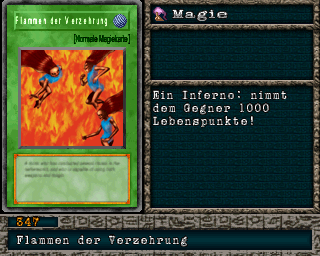 Flammen der Verzehrung
[Normale Magiekarte]
Magie
Ein Inferno: nimmt
dem Gegner 1000
Lebenspunkte!
347
Flammen der Verzehrung